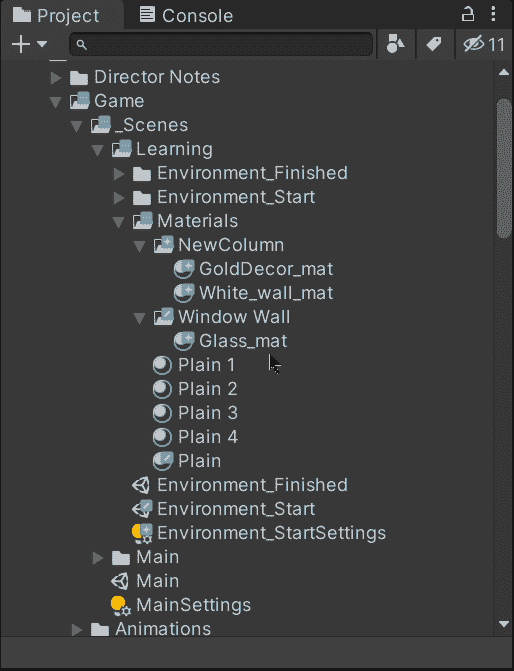 Project Console
11
Director Notes
Game
_Scenes
Learning
Environment_Finished
Environment_Start
Materials
NewColumn
GoldDecor_mat
White_wall_mat
Window Wall
Glass_mat
Plain 1
Plain 2
Plain 3
Plain 4
Plain
Environment_Finished
Environment_Start
Environment_StartSettings
Main
Main
MainSettings
Animations